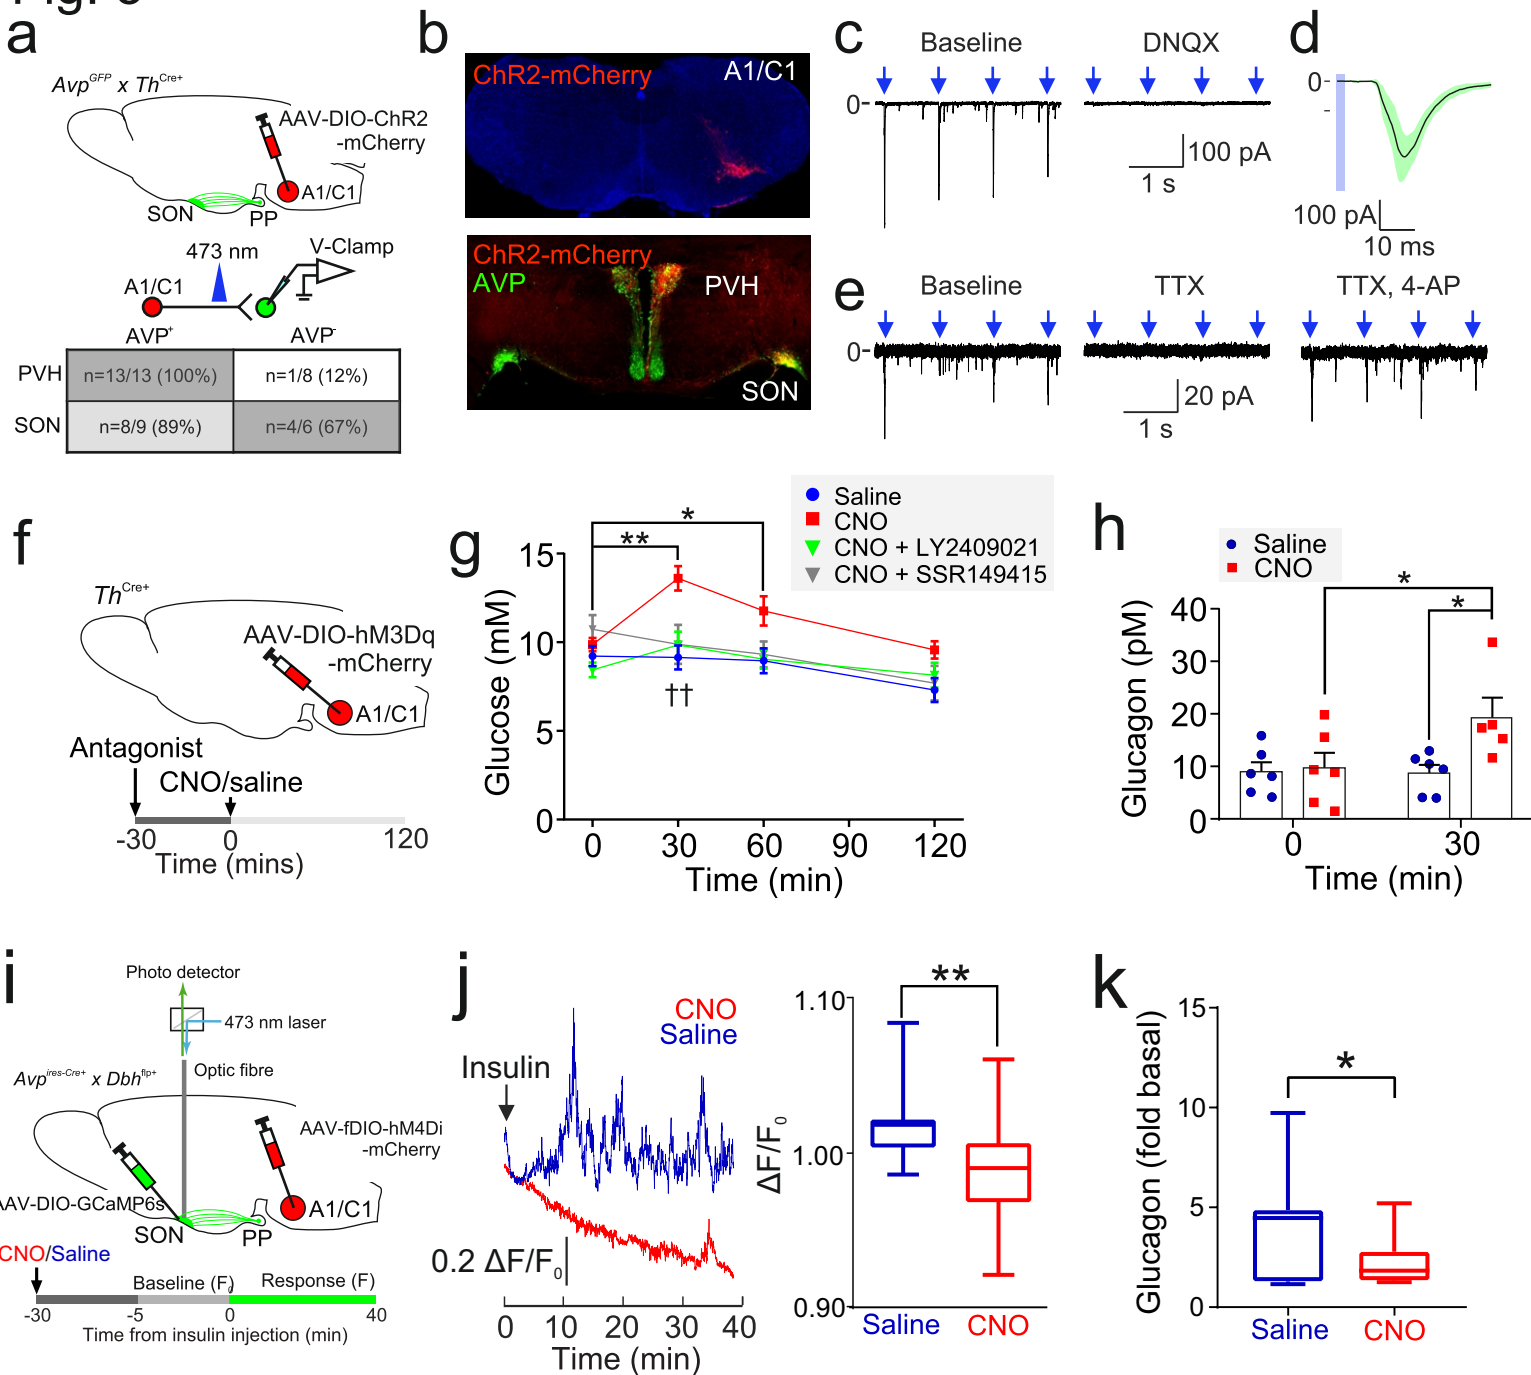 a
Avp^GFP x Th^Cre+
AAV-DIO-ChR2
-mCherry
A1/C1
SON
PP
473 nm
V-Clamp
A1/C1
AVP+
AVP-
PVH
n=13/13 (100%)
n=1/8 (12%)
SON
n=8/9 (89%)
n=4/6 (67%)
b
ChR2-mCherry
A1/C1
ChR2-mCherry
AVP
PVH
SON
c
Baseline
DNQX
0
100 pA
1 s
d
0
100 pA
10 ms
e
Baseline
TTX
TTX, 4-AP
0
20 pA
1 s
f
Th^Cre+
AAV-DIO-hM3Dq
-mCherry
A1/C1
Antagonist
CNO/saline
-30
0
120
Time (mins)
g
Saline
CNO
CNO + LY2409021
CNO + SSR149415
*
**
15
10
5
0
††
Glucose (mM)
0
30
60
90
120
Time (min)
h
Saline
CNO
*
*
40
30
20
10
0
Glucagon (pM)
0
30
Time (min)
i
Photo detector
473 nm laser
Optic fibre
Avp^ires-Cre+ x Dbh^flp+
AAV-fDIO-hM4Di
-mCherry
AAV-DIO-GCaMP6s
A1/C1
SON
PP
CNO/Saline
Baseline (F0)
Response (F)
-30
-5
0
40
Time from insulin injection (min)
j
CNO
Saline
Insulin
0.2 ΔF/F0
0
10
20
30
40
Time (min)
**
1.10
1.00
0.90
ΔF/F0
Saline
CNO
k
*
15
10
5
0
Glucagon (fold basal)
Saline
CNO